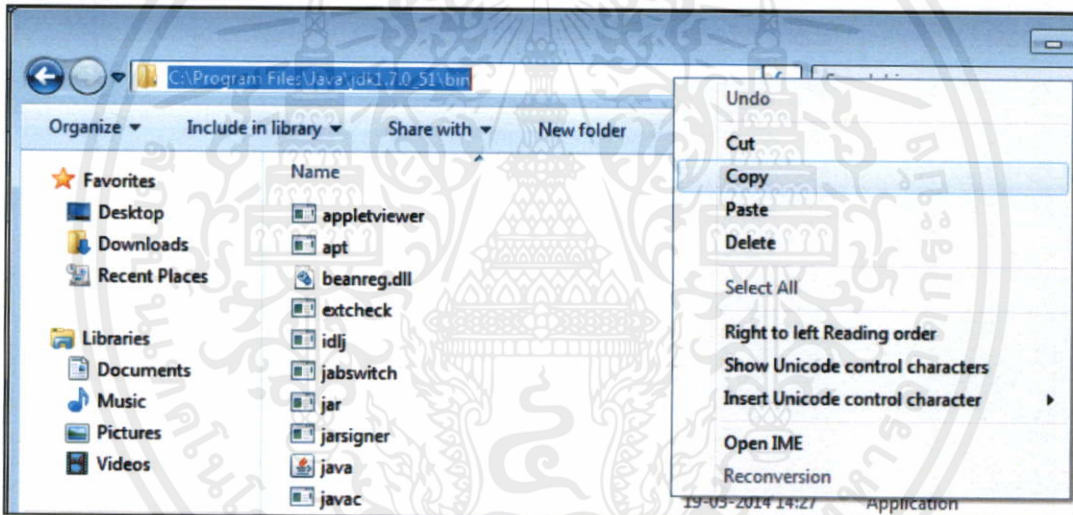 C:\Program Files\Java\jdk1.7.0_51\bin
Organize
Include in library
Share with
New folder
Favorites
Desktop
Downloads
Recent Places
Libraries
Documents
Music
Pictures
Videos
Name
appletviewer
apt
beanreg.dll
extcheck
idlj
jabswitch
jar
jarsigner
java
javac
Undo
Cut
Copy
Paste
Delete
Select All
Right to left Reading order
Show Unicode control characters
Insert Unicode control character
Open IME
Reconversion
19-03-2014 14:27 Application